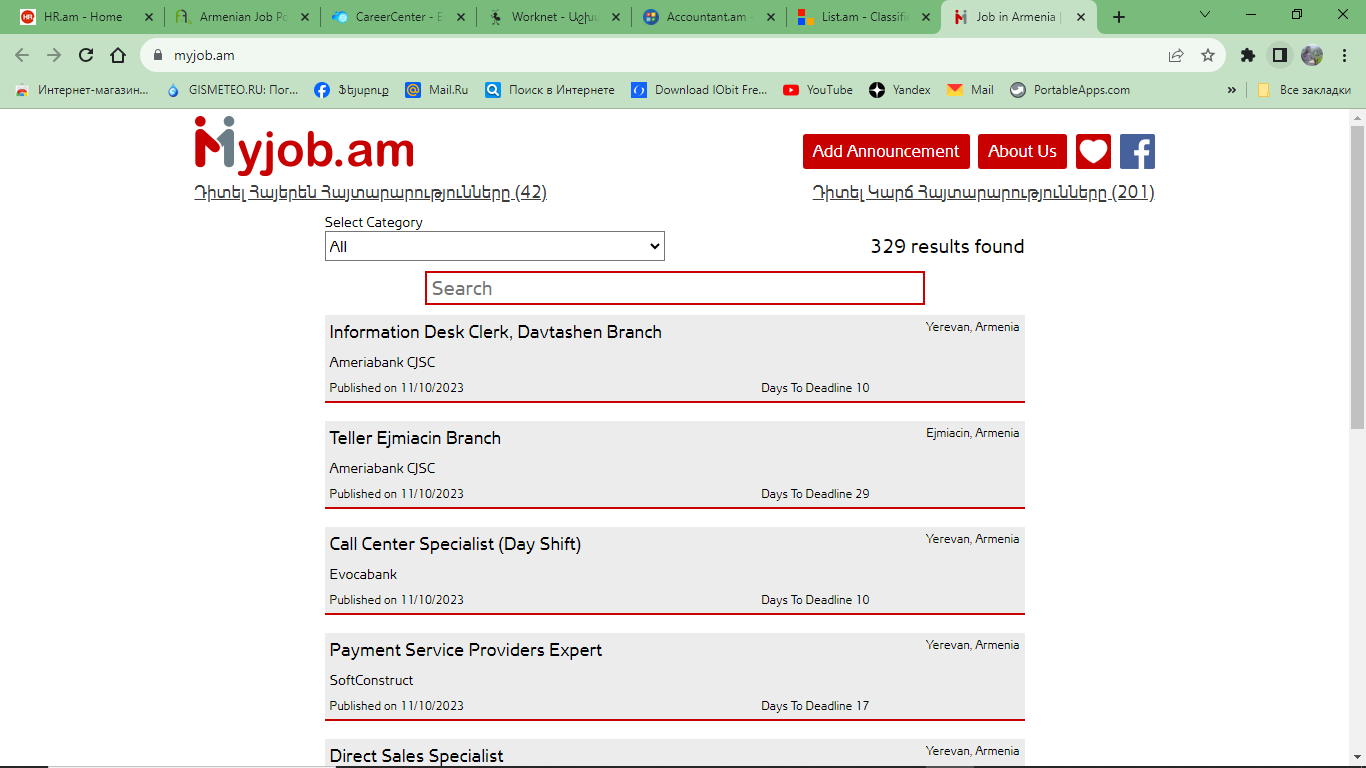 HR.am - Home
Armenian Job Po
CareerCenter - E
Worknet - Աշխ
Accountant.am -
List.am - Classifi
Job in Armenia |
myjob.am
Интернет-магазин...
GISMETEO.RU: Пог...
Ֆեյսբուք
Mail.Ru
Поиск в Интернете
Download IObit Fre...
YouTube
Yandex
Mail
PortableApps.com
»
Все закладки
Myjob.am
Add Announcement
About Us
Դիտել Հայերեն Հայտարարությունները (42)
Դիտել Կարճ Հայտարարությունները (201)
Select Category
All
329 results found
Search
Information Desk Clerk, Davtashen Branch
Yerevan, Armenia
Ameriabank CJSC
Published on 11/10/2023
Days To Deadline 10
Teller Ejmiacin Branch
Ejmiacin, Armenia
Ameriabank CJSC
Published on 11/10/2023
Days To Deadline 29
Call Center Specialist (Day Shift)
Yerevan, Armenia
Evocabank
Published on 11/10/2023
Days To Deadline 10
Payment Service Providers Expert
Yerevan, Armenia
SoftConstruct
Published on 11/10/2023
Days To Deadline 17
Direct Sales Specialist
Yerevan, Armenia